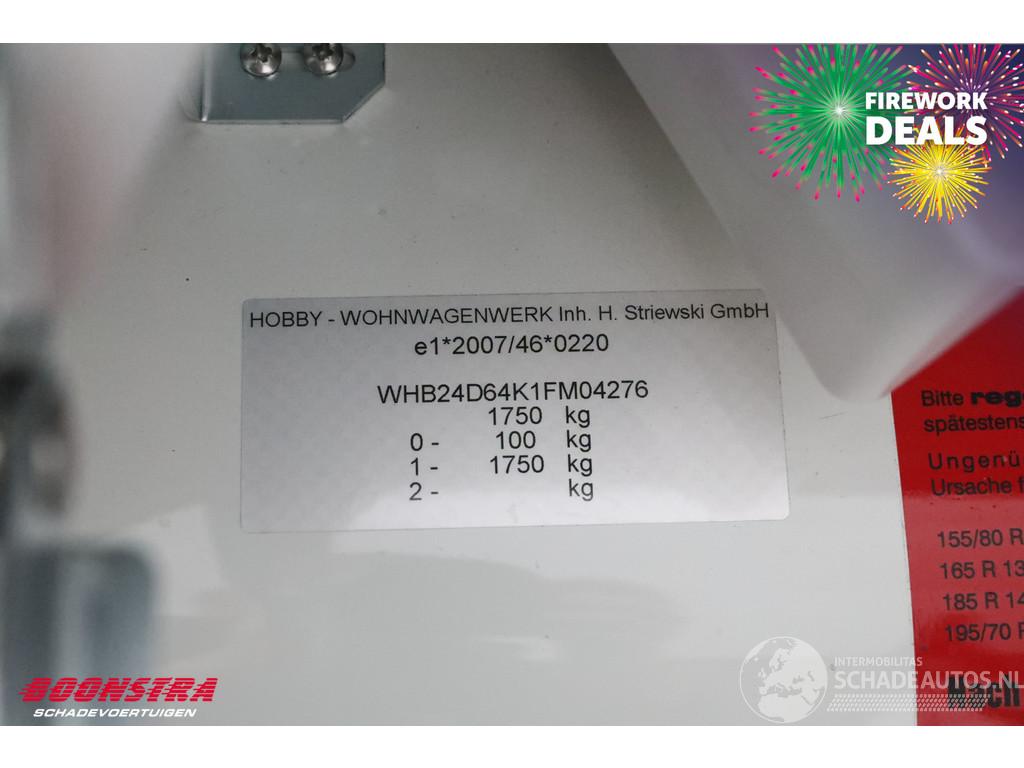 FIREWORK
DEALS
HOBBY - WOHNWAGENWERK Inh. H. Striewski GmbH
e1*2007/46*0220
WHB24D64K1FM04276
1750 kg
0 - 100 kg
1 - 1750 kg
2 - kg
Bitte
spätestens
Ursache
155/80 R
165 R 13
185 R 14
195/70 R
BOONSTRA
SCHADEVOERTUIGEN
INTERMOBILITAS
SCHADEAUTOS.NL